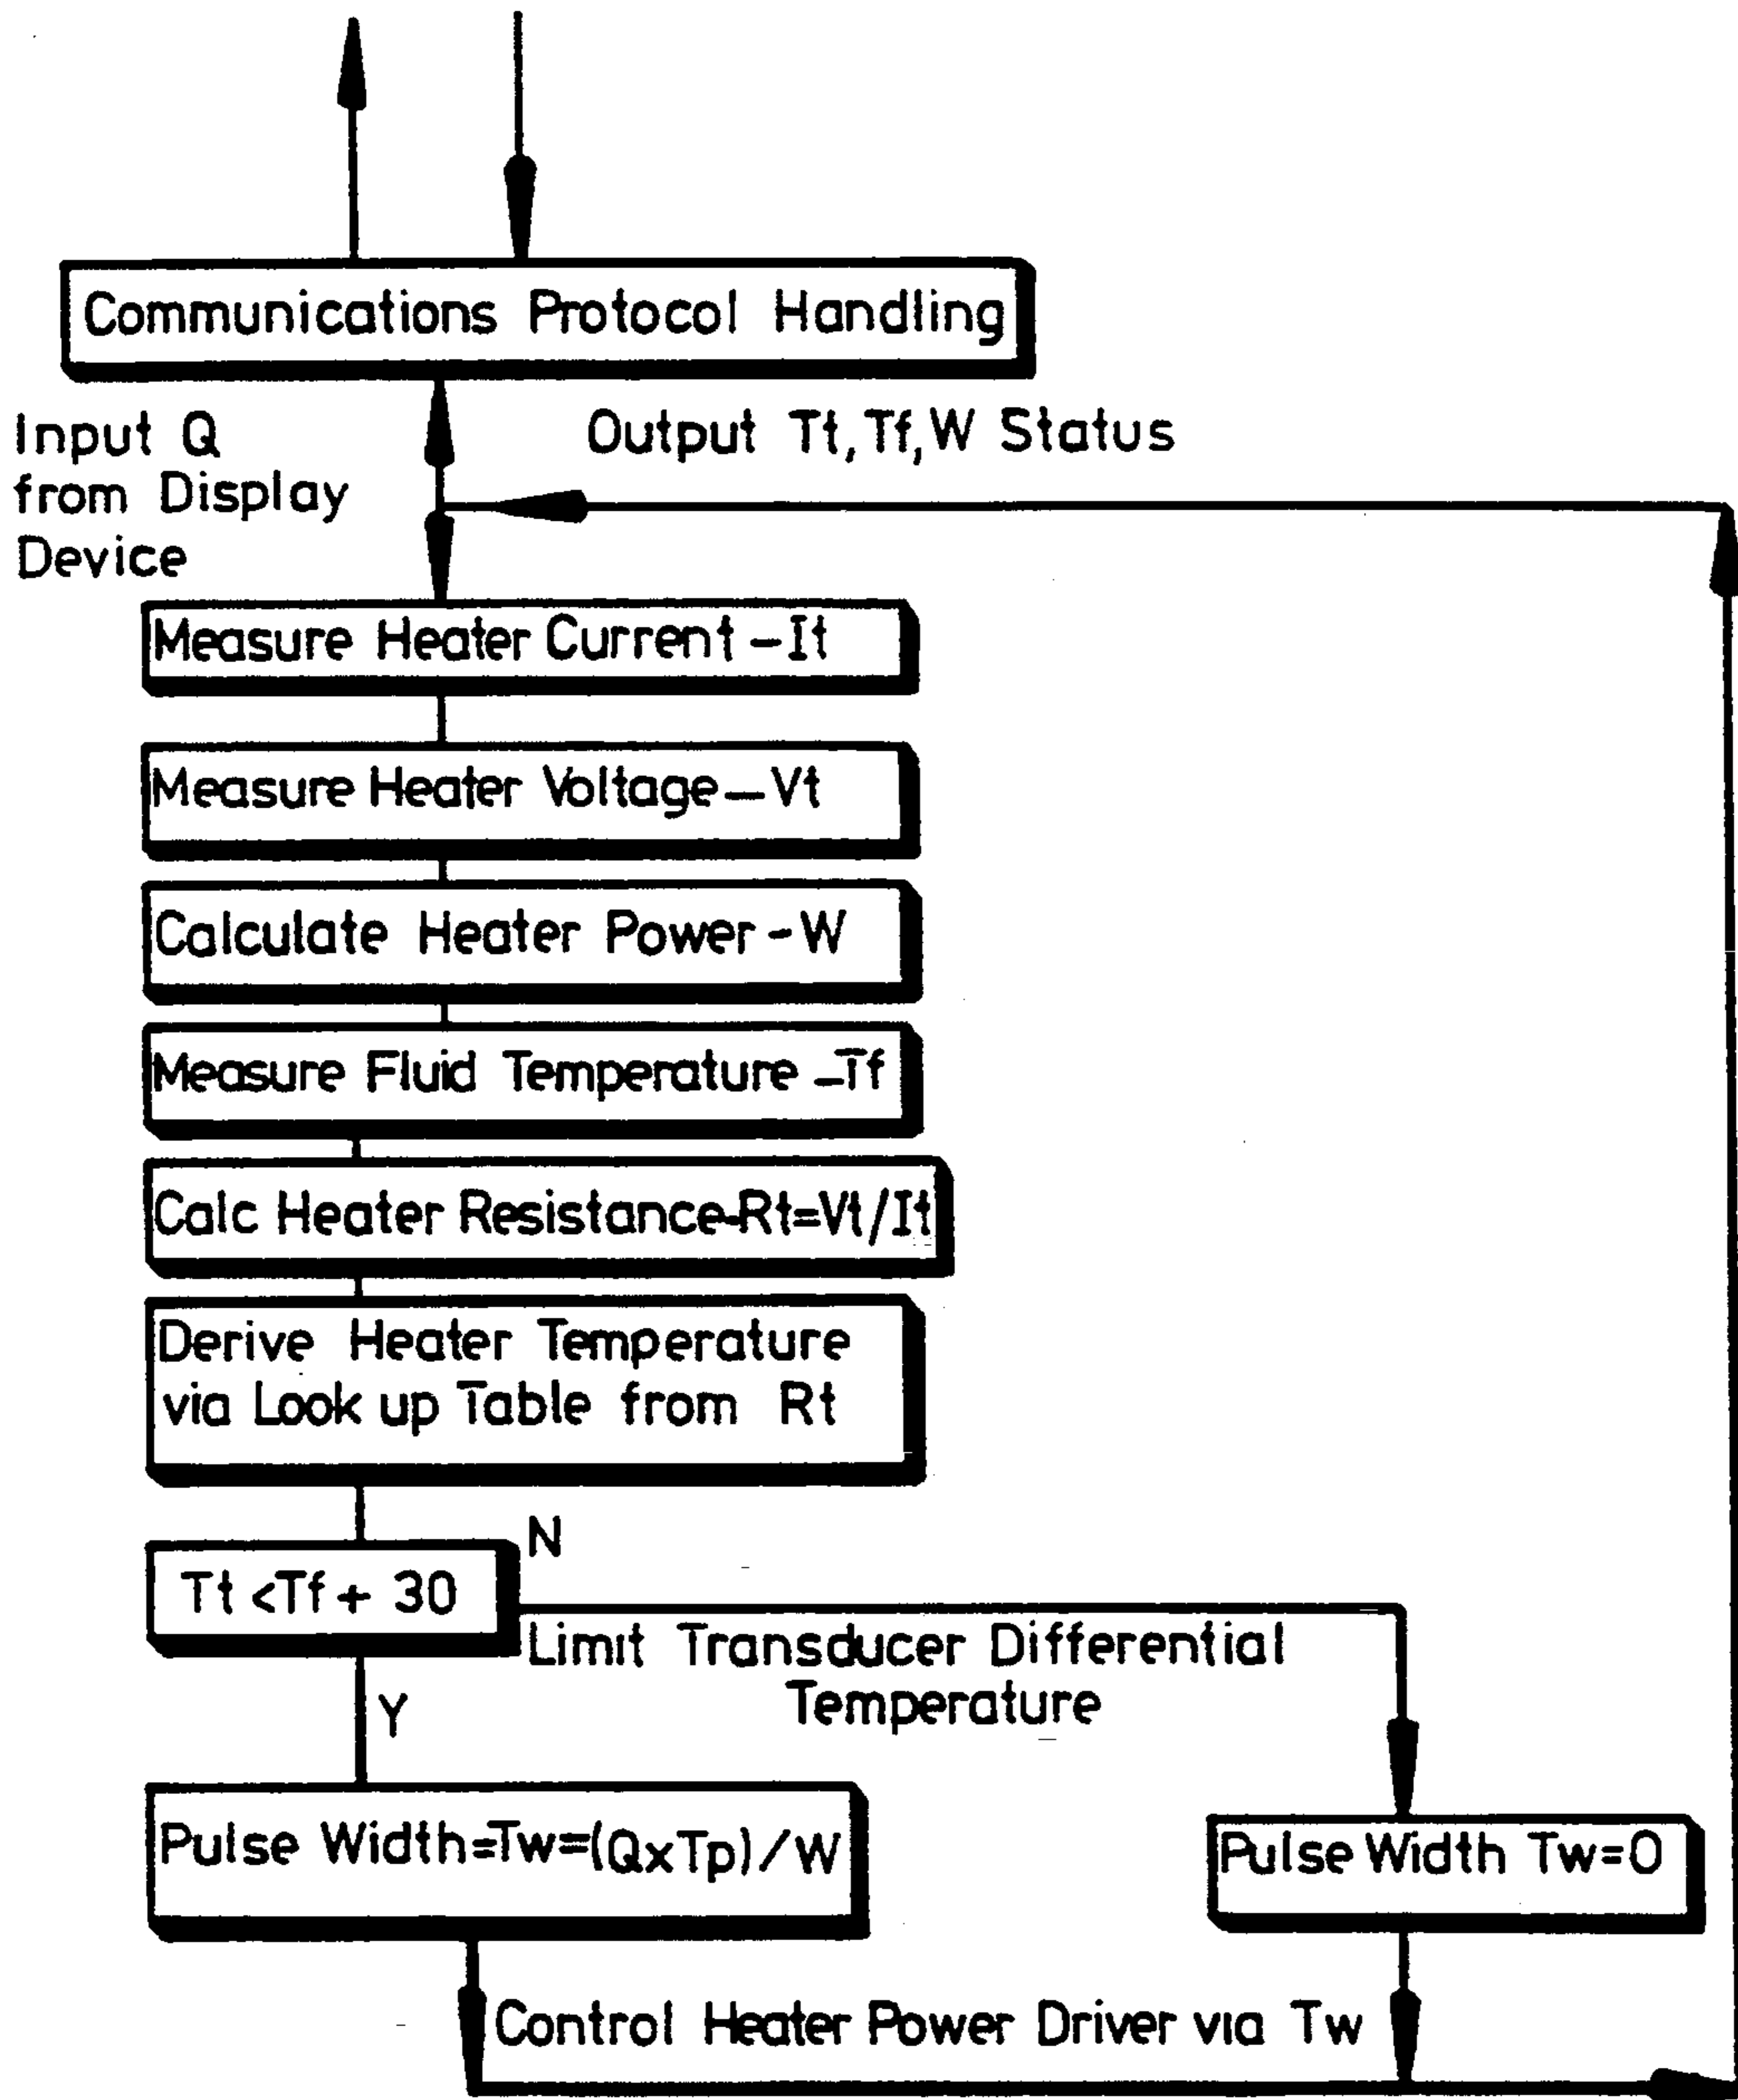 Communications Protocol Handling
Input Q
from Display
Device
Output Tt, Tf, W Status
Measure Heater Current – It
Measure Heater Voltage – Vt
Calculate Heater Power - W
Measure Fluid Temperature – Tf
Calc Heater Resistance-Rt=Vt/It
Derive Heater Temperature
via Look up Table from Rt
Tt < Tf + 30
N
Limit Transducer Differential
Temperature
Y
Pulse Width=Tw=(QxTp)/W
Pulse Width Tw=0
Control Heater Power Driver via Tw